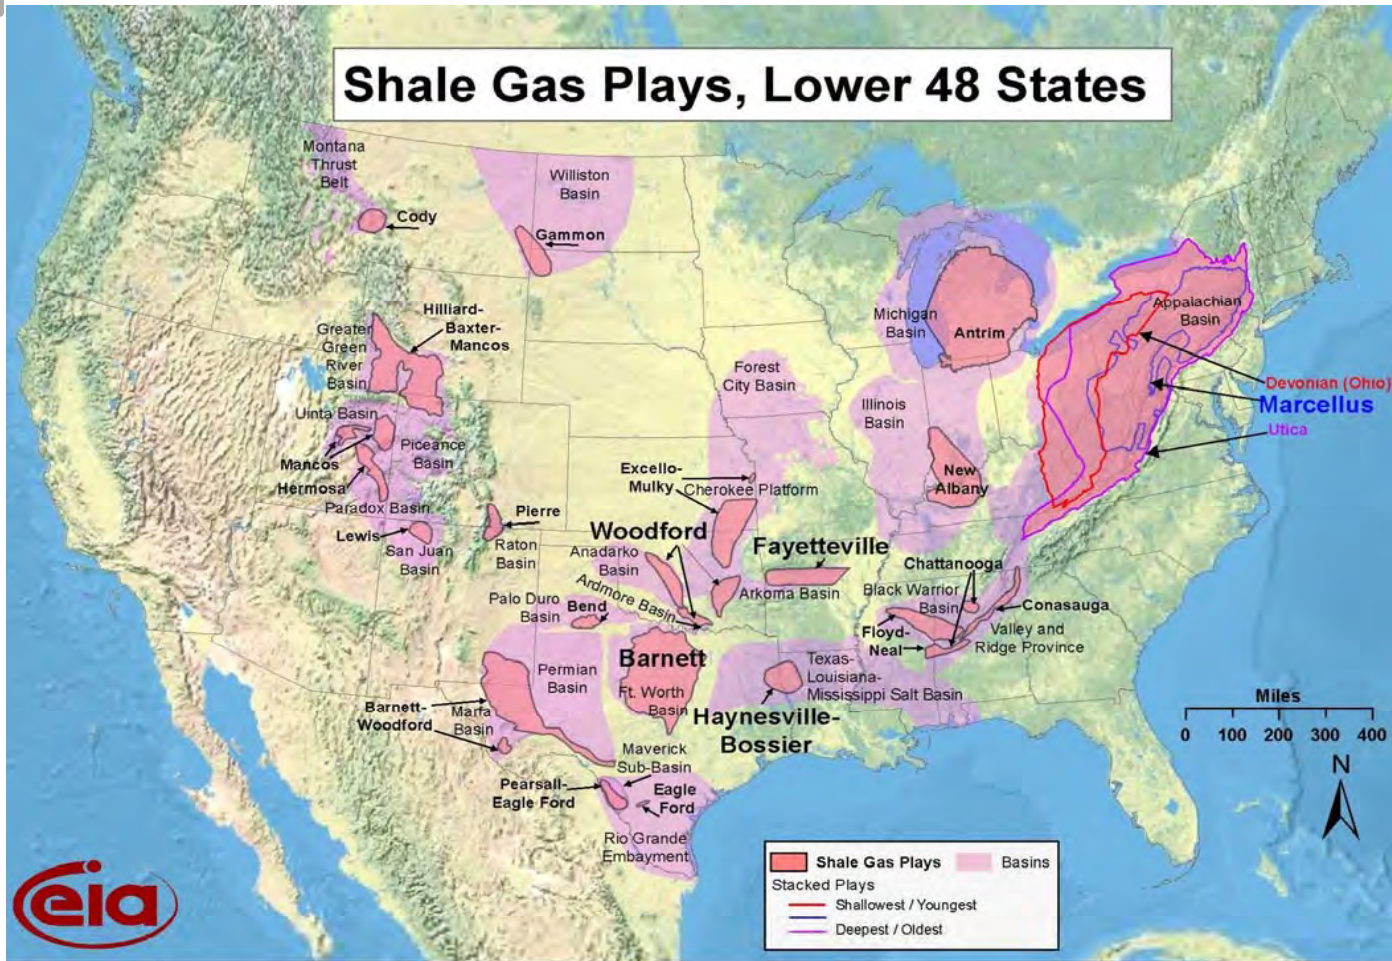 Shale Gas Plays, Lower 48 States
Montana
Thrust
Belt
Cody
Williston
Basin
Gammon
Hilliard-
Baxter-
Mancos
Greater
Green
River
Basin
Uinta Basin
Piceance
Basin
Mancos
Hermosa
Paradox Basin
Lewis
San Juan
Basin
Pierre
Raton
Basin
Michigan
Basin
Antrim
Forest
City Basin
Illinois
Basin
New
Albany
Excello-
Mulky
Cherokee Platform
Appalachian
Basin
Devonian (Ohio)
Marcellus
Utica
Woodford
Anadarko
Basin
Ardmore Basin
Fayetteville
Arkoma Basin
Palo Duro
Basin
Bend
Chattanooga
Black Warrior
Basin
Conasauga
Floyd-
Neal
Valley and
Ridge Province
Barnett
Ft. Worth
Basin
Permian
Basin
Texas-
Louisiana-
Mississippi Salt Basin
Haynesville-
Bossier
Barnett-
Woodford
Marfa
Basin
Maverick
Sub-Basin
Pearsall-
Eagle Ford
Eagle
Ford
Rio Grande
Embayment
Miles
0 100 200 300 400
N
Shale Gas Plays
Basins
Stacked Plays
Shallowest / Youngest
Deepest / Oldest
eia